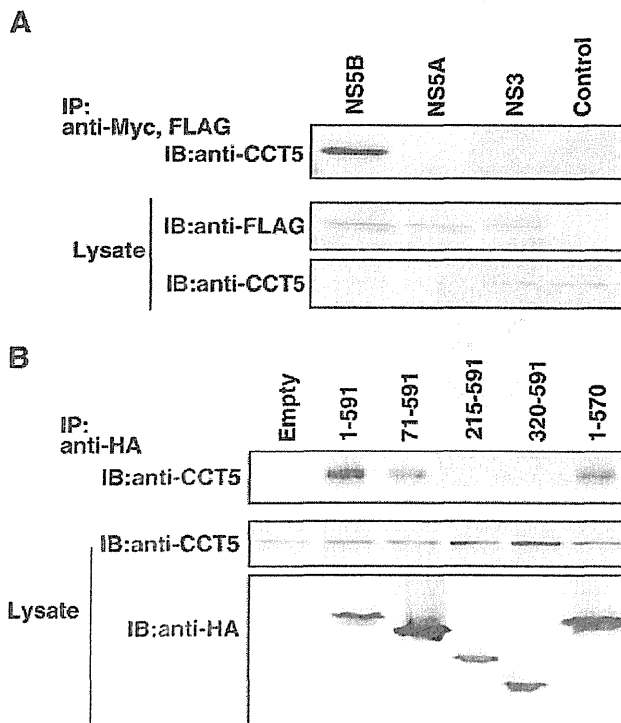 A
NS5B
NS5A
NS3
Control
IP:
anti-Myc, FLAG
IB:anti-CCT5
IB:anti-FLAG
Lysate
IB:anti-CCT5
B
Empty
1-591
71-591
215-591
320-591
1-570
IP:
anti-HA
IB:anti-CCT5
IB:anti-CCT5
Lysate
IB:anti-HA